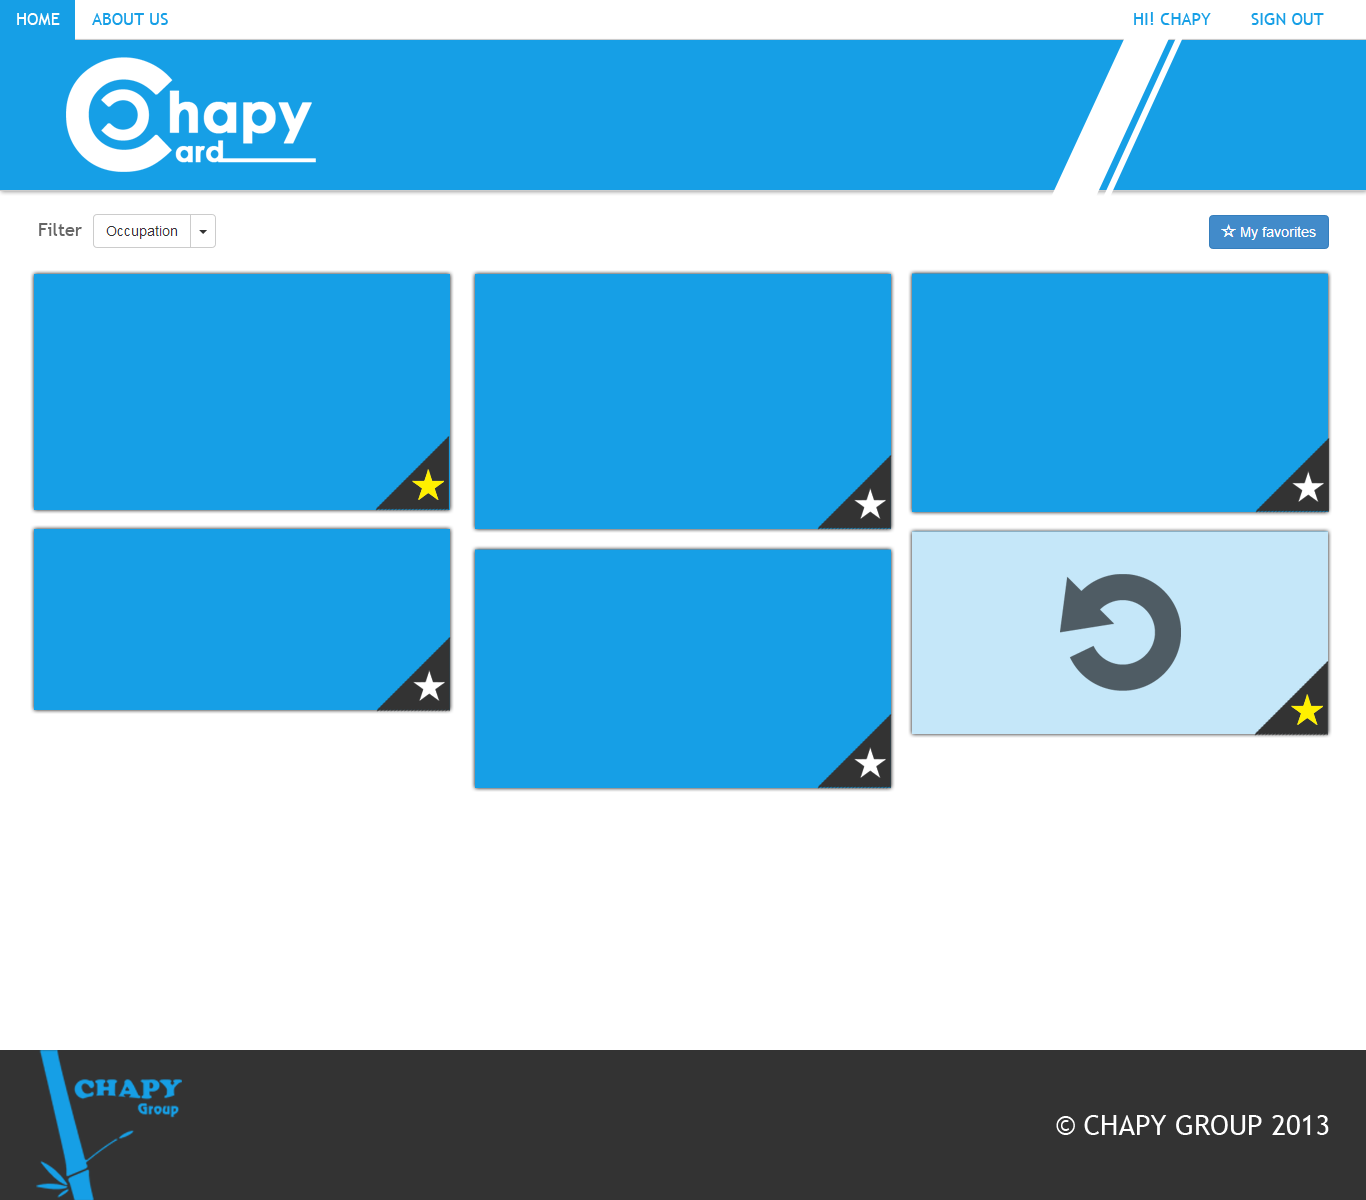 HOME ABOUT US HI! CHAPY SIGN OUT
Chapy
Card
Filter Occupation My favorites
CHAPY
Group
© CHAPY GROUP 2013